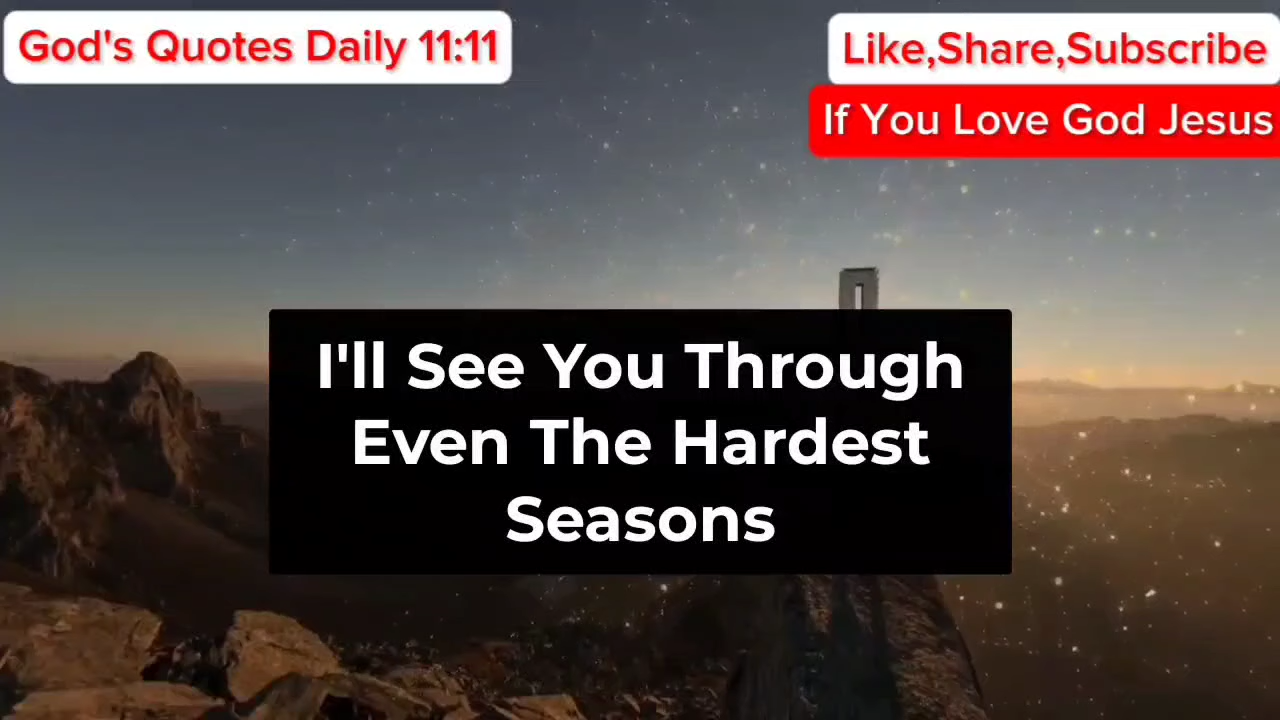 God's Quotes Daily 11:11
Like,Share,Subscribe
If You Love God Jesus
I'll See You Through
Even The Hardest
Seasons